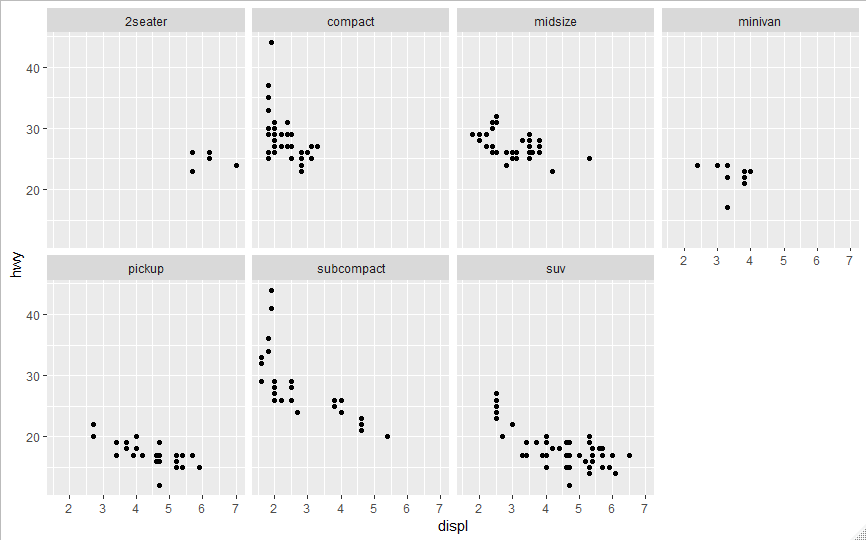 2seater compact midsize minivan
40
30
20
2 3 4 5 6 7
hwy
pickup subcompact suv
40
30
20
2 3 4 5 6 7 2 3 4 5 6 7 2 3 4 5 6 7
displ